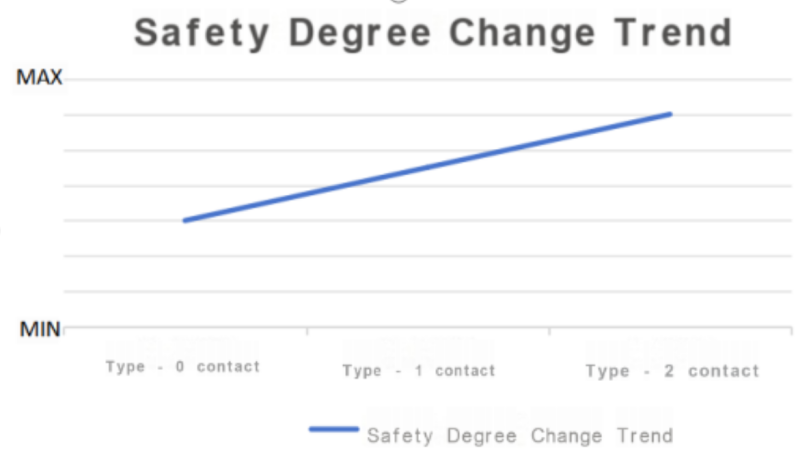 Safety Degree Change Trend
MAX
MIN
Type - 0 contact
Type - 1 contact
Type - 2 contact
Safety Degree Change Trend